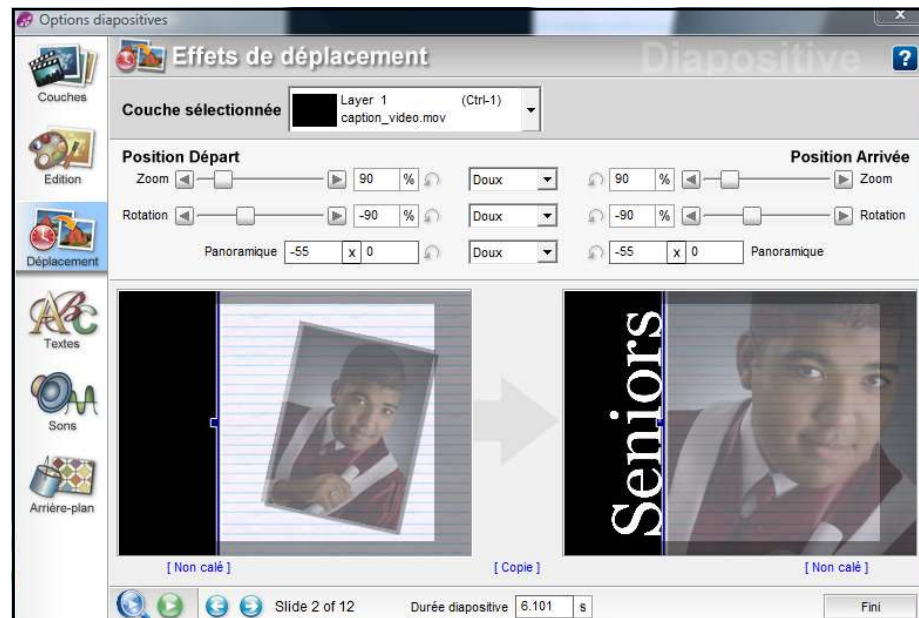 Options diapositives
x
Effets de déplacement
Diapositive
?
Couches
Couche sélectionnée
Layer 1 (Ctrl-1)
caption_video.mov
Edition
Position Départ
Position Arrivée
Zoom 90 % Doux 90 % Zoom
Rotation -90 % Doux -90 % Rotation
Panoramique -55 x 0 Doux -55 x 0 Panoramique
Déplacement
ABC
Textes
Sons
Arrière-plan
Seniors
[ Non calé ] [ Copie ] [ Non calé ]
Slide 2 of 12 Durée diapositive 6.101 s Fini